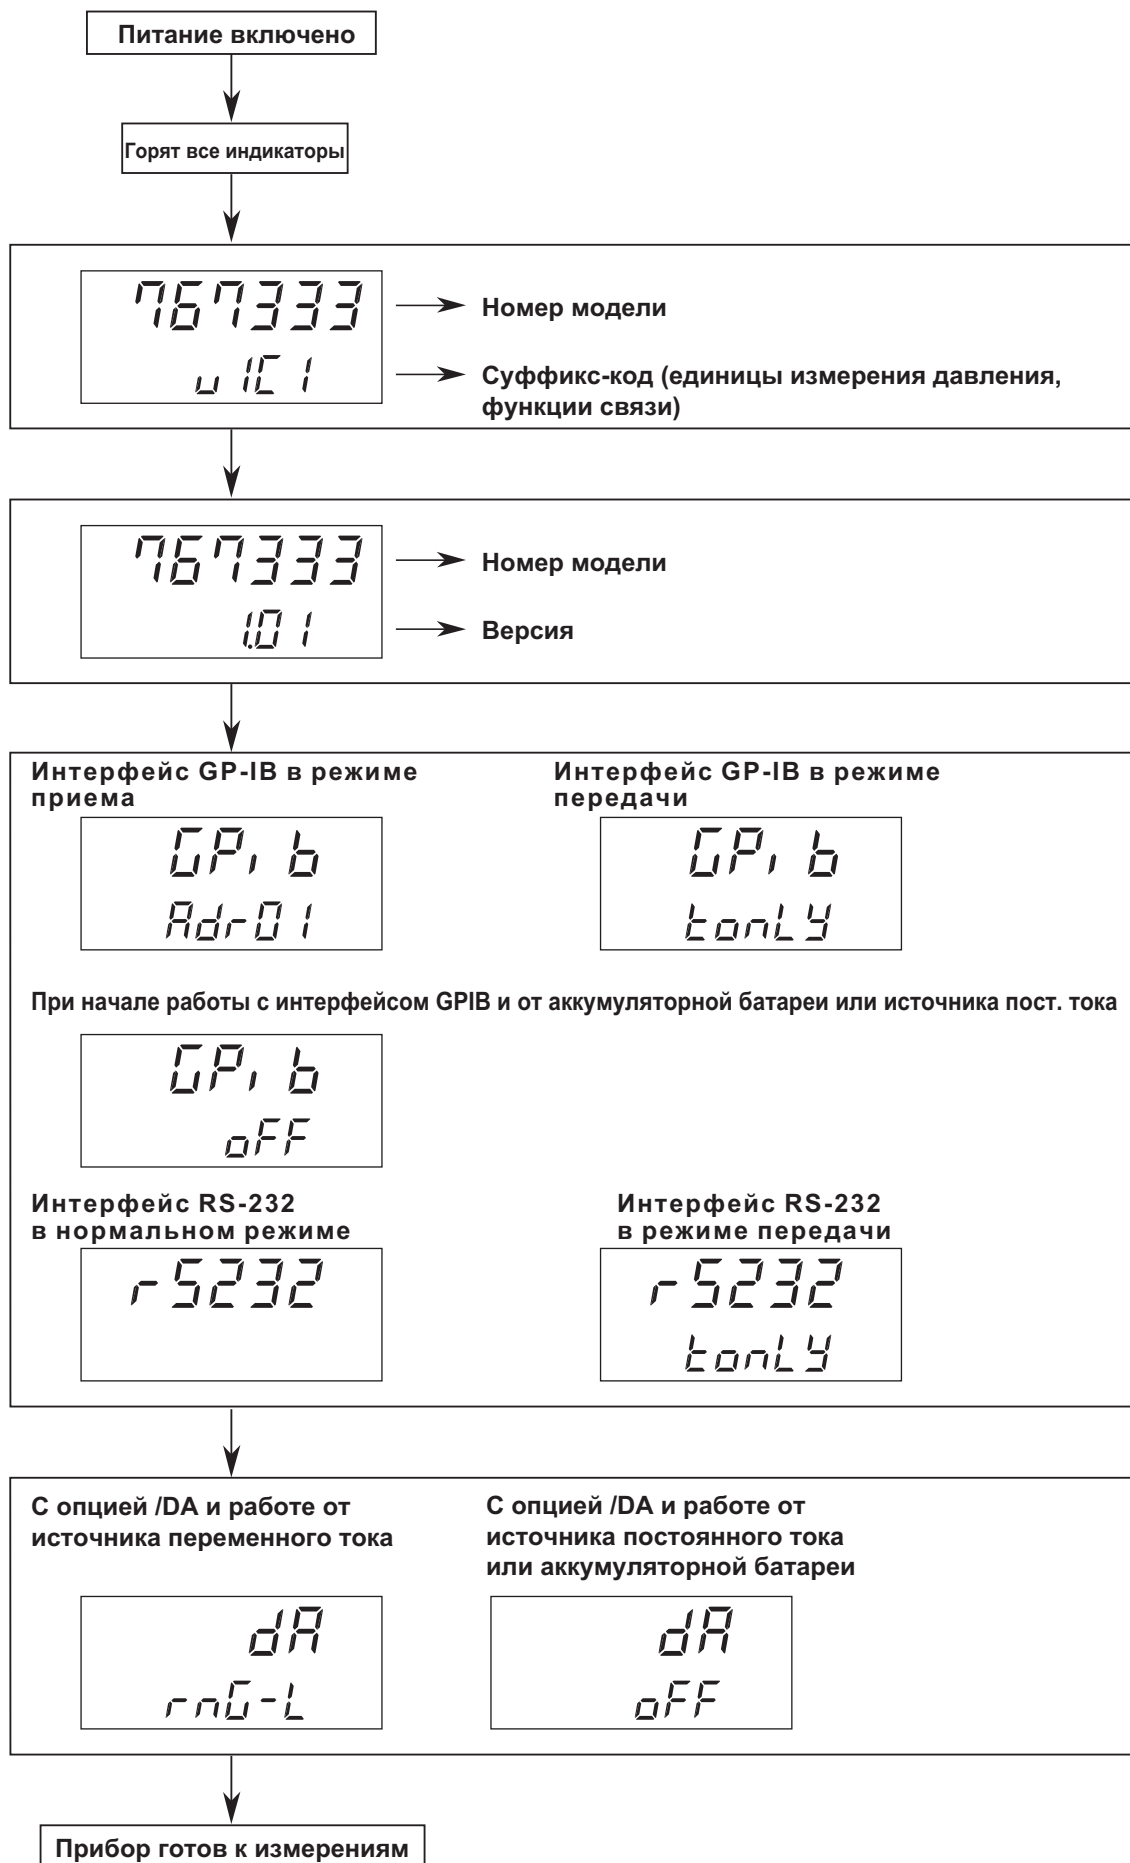 Питание включено
Горят все индикаторы
767333
Номер модели
u1C1
Суффикс-код (единицы измерения давления,
функции связи)
767333
Номер модели
1.01
Версия
Интерфейс GP-IB в режиме
приема
GPi b
Adr01
Интерфейс GP-IB в режиме
передачи
GPi b
tonLY
При начале работы с интерфейсом GPIB и от аккумуляторной батареи или источника пост. тока
GPi b
oFF
Интерфейс RS-232
в нормальном режиме
rS232
Интерфейс RS-232
в режиме передачи
rS232
tonLY
С опцией /DA и работе от
источника переменного тока
dA
rnG-L
С опцией /DA и работе от
источника постоянного тока
или аккумуляторной батареи
dA
oFF
Прибор готов к измерениям